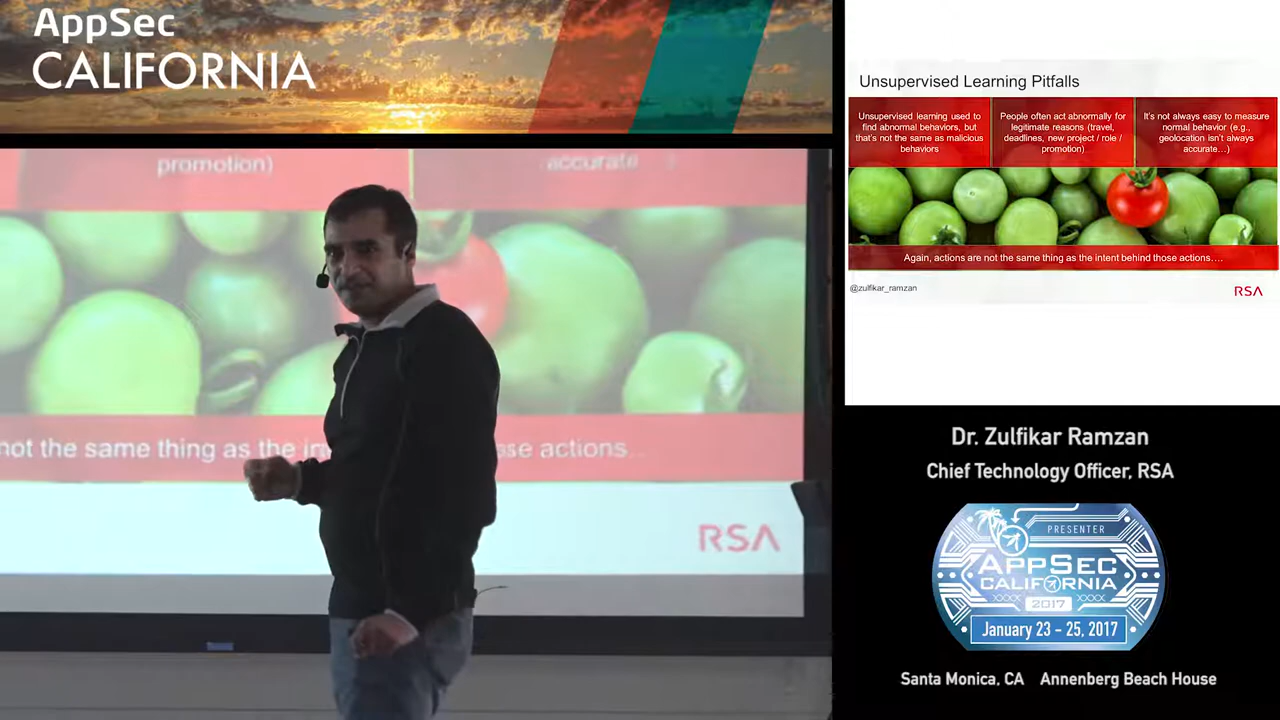 AppSec
CALIFORNIA
promotion)
accurate
not the same thing as the
ose actions...
RSA
Unsupervised Learning Pitfalls
Unsupervised learning used to
find abnormal behaviors, but
that's not the same as malicious
behaviors
People often act abnormally for
legitimate reasons (travel,
deadlines, new project / role /
promotion)
It's not always easy to measure
normal behavior (e.g.,
geolocation isn't always
accurate...)
Again, actions are not the same thing as the intent behind those actions....
@zulfikar_ramzan
RSA
Dr. Zulfikar Ramzan
Chief Technology Officer, RSA
PRESENTER
APPSEC
CALIFORNIA
2017
January 23 - 25, 2017
Santa Monica, CA Annenberg Beach House